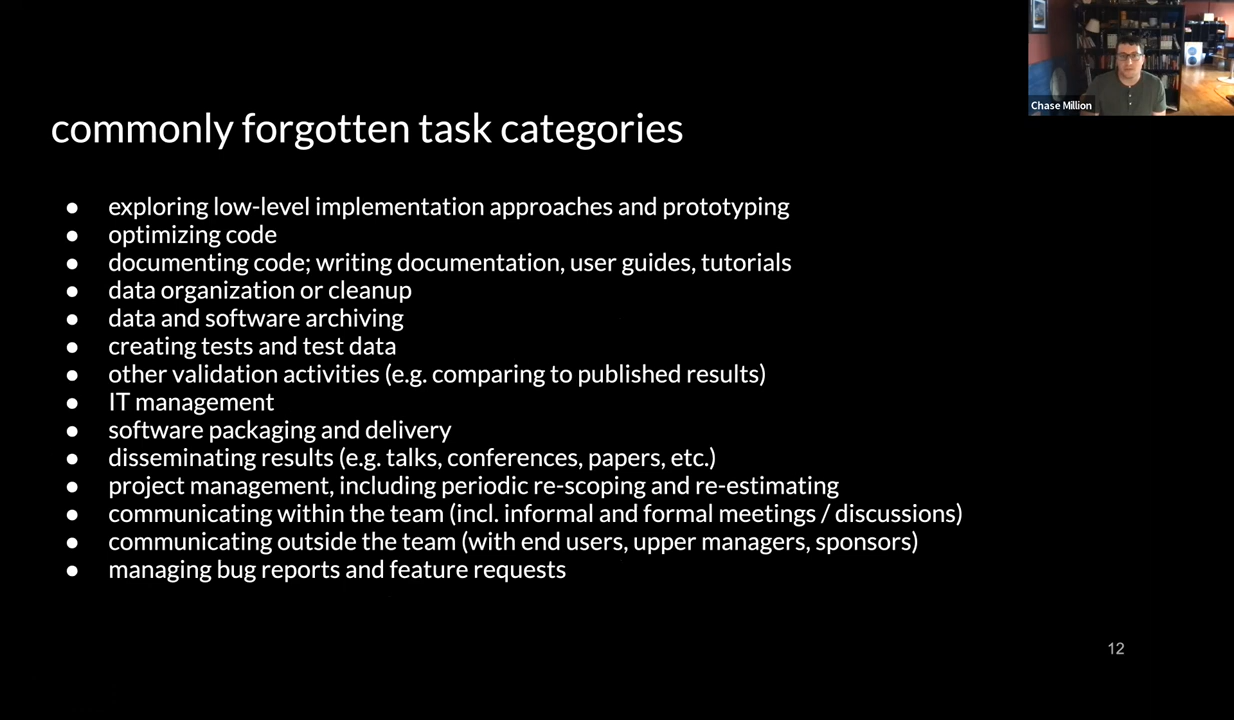 Chase Million
commonly forgotten task categories
● exploring low-level implementation approaches and prototyping
● optimizing code
● documenting code; writing documentation, user guides, tutorials
● data organization or cleanup
● data and software archiving
● creating tests and test data
● other validation activities (e.g. comparing to published results)
● IT management
● software packaging and delivery
● disseminating results (e.g. talks, conferences, papers, etc.)
● project management, including periodic re-scoping and re-estimating
● communicating within the team (incl. informal and formal meetings / discussions)
● communicating outside the team (with end users, upper managers, sponsors)
● managing bug reports and feature requests
12